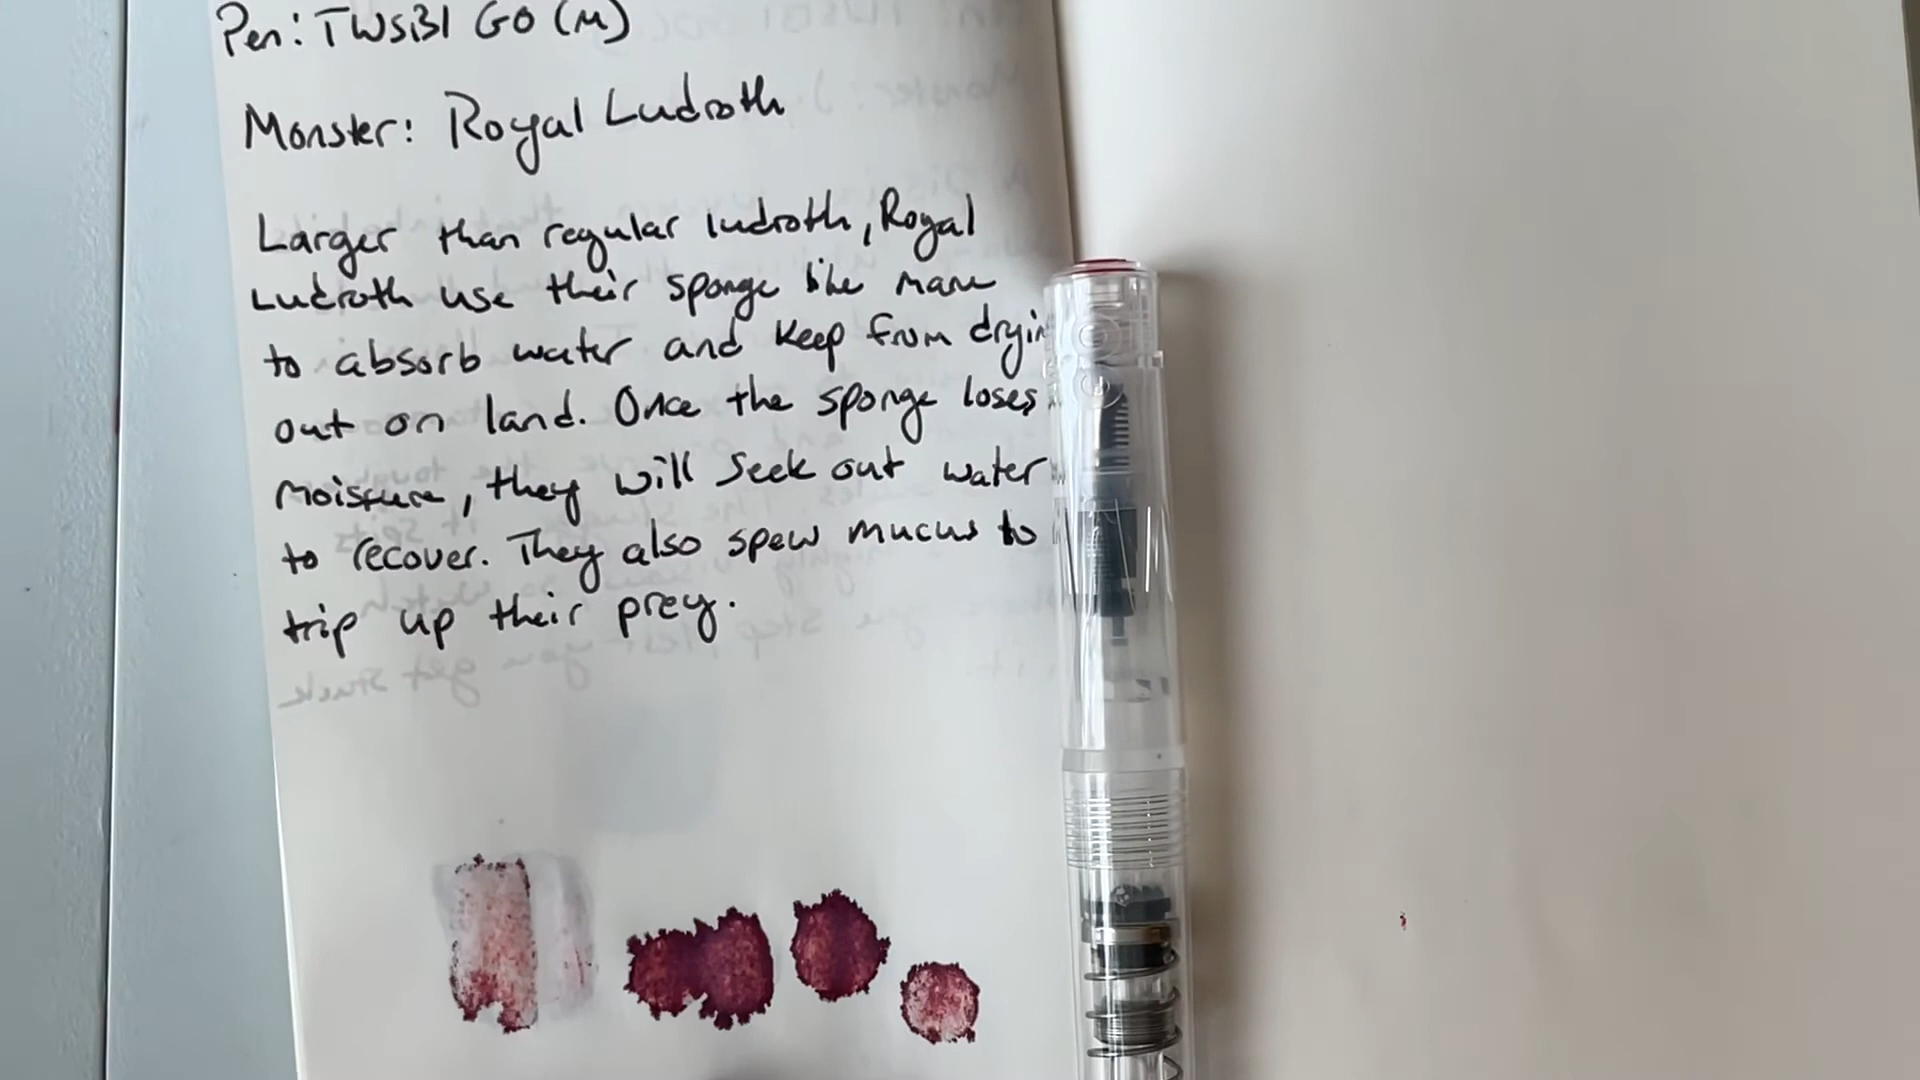 Pen: TWSBI GO (M)
Monster: Royal Ludroth
Larger than regular ludroth, Royal
Ludroth use their sponge like mane
to absorb water and keep from dryin
out on land. Once the sponge loses
moisture, they will seek out water
to recover. They also spew mucus to
trip up their prey.